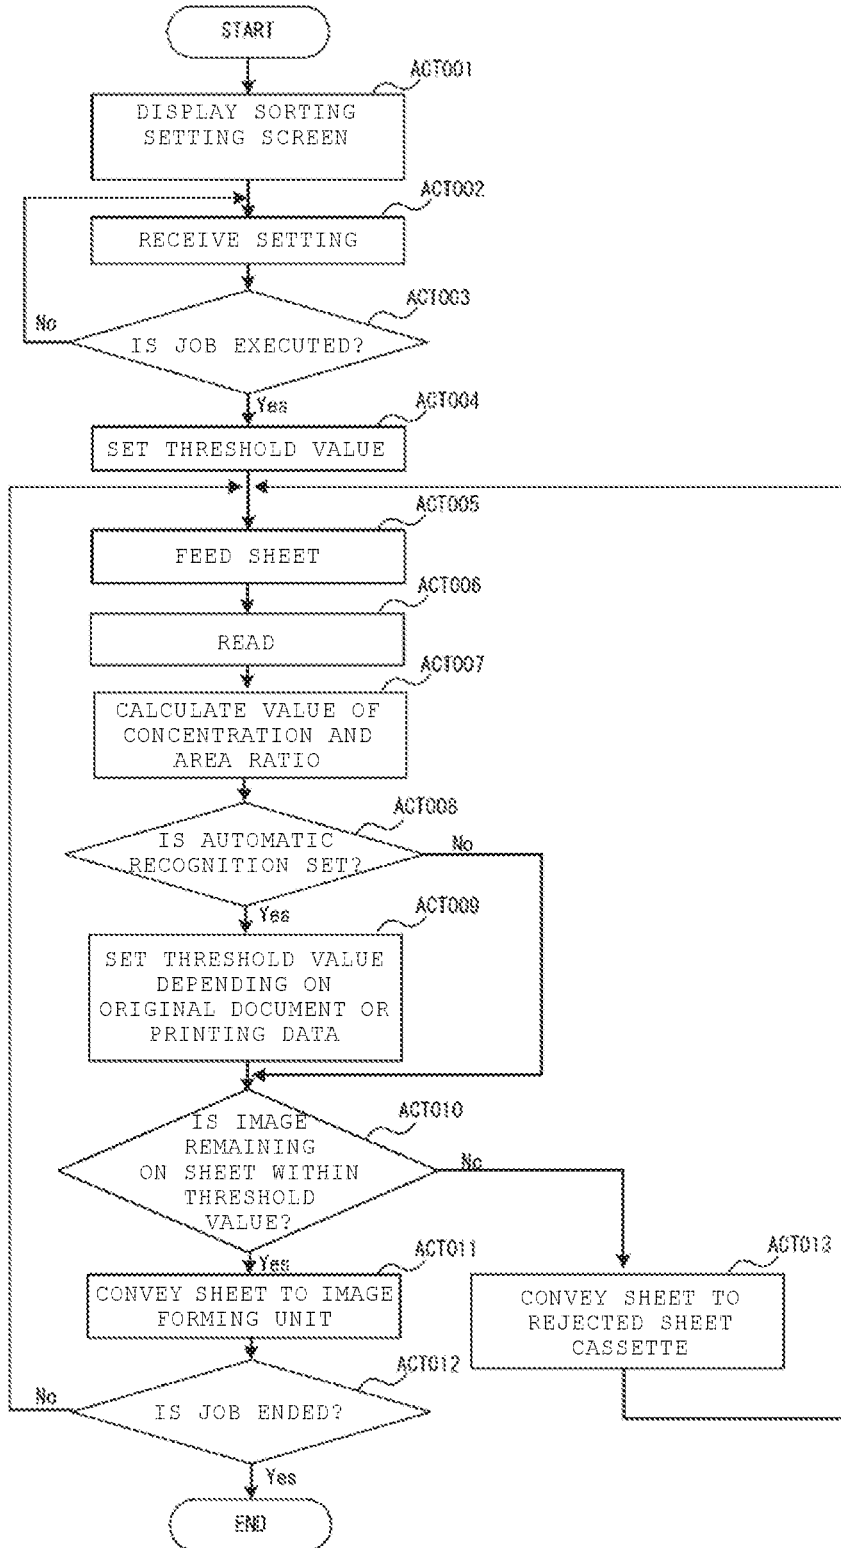 START
ACT001
DISPLAY SORTING
SETTING SCREEN
ACT002
RECEIVE SETTING
ACT003
No
IS JOB EXECUTED?
Yes
ACT004
SET THRESHOLD VALUE
ACT005
FEED SHEET
ACT006
READ
ACT007
CALCULATE VALUE OF
CONCENTRATION AND
AREA RATIO
ACT008
IS AUTOMATIC
RECOGNITION SET?
No
Yes
ACT009
SET THRESHOLD VALUE
DEPENDING ON
ORIGINAL DOCUMENT OR
PRINTING DATA
ACT010
IS IMAGE
REMAINING
ON SHEET WITHIN
THRESHOLD
VALUE?
No
Yes
ACT011
CONVEY SHEET TO IMAGE
FORMING UNIT
ACT013
CONVEY SHEET TO
REJECTED SHEET
CASSETTE
ACT012
No
IS JOB ENDED?
Yes
END